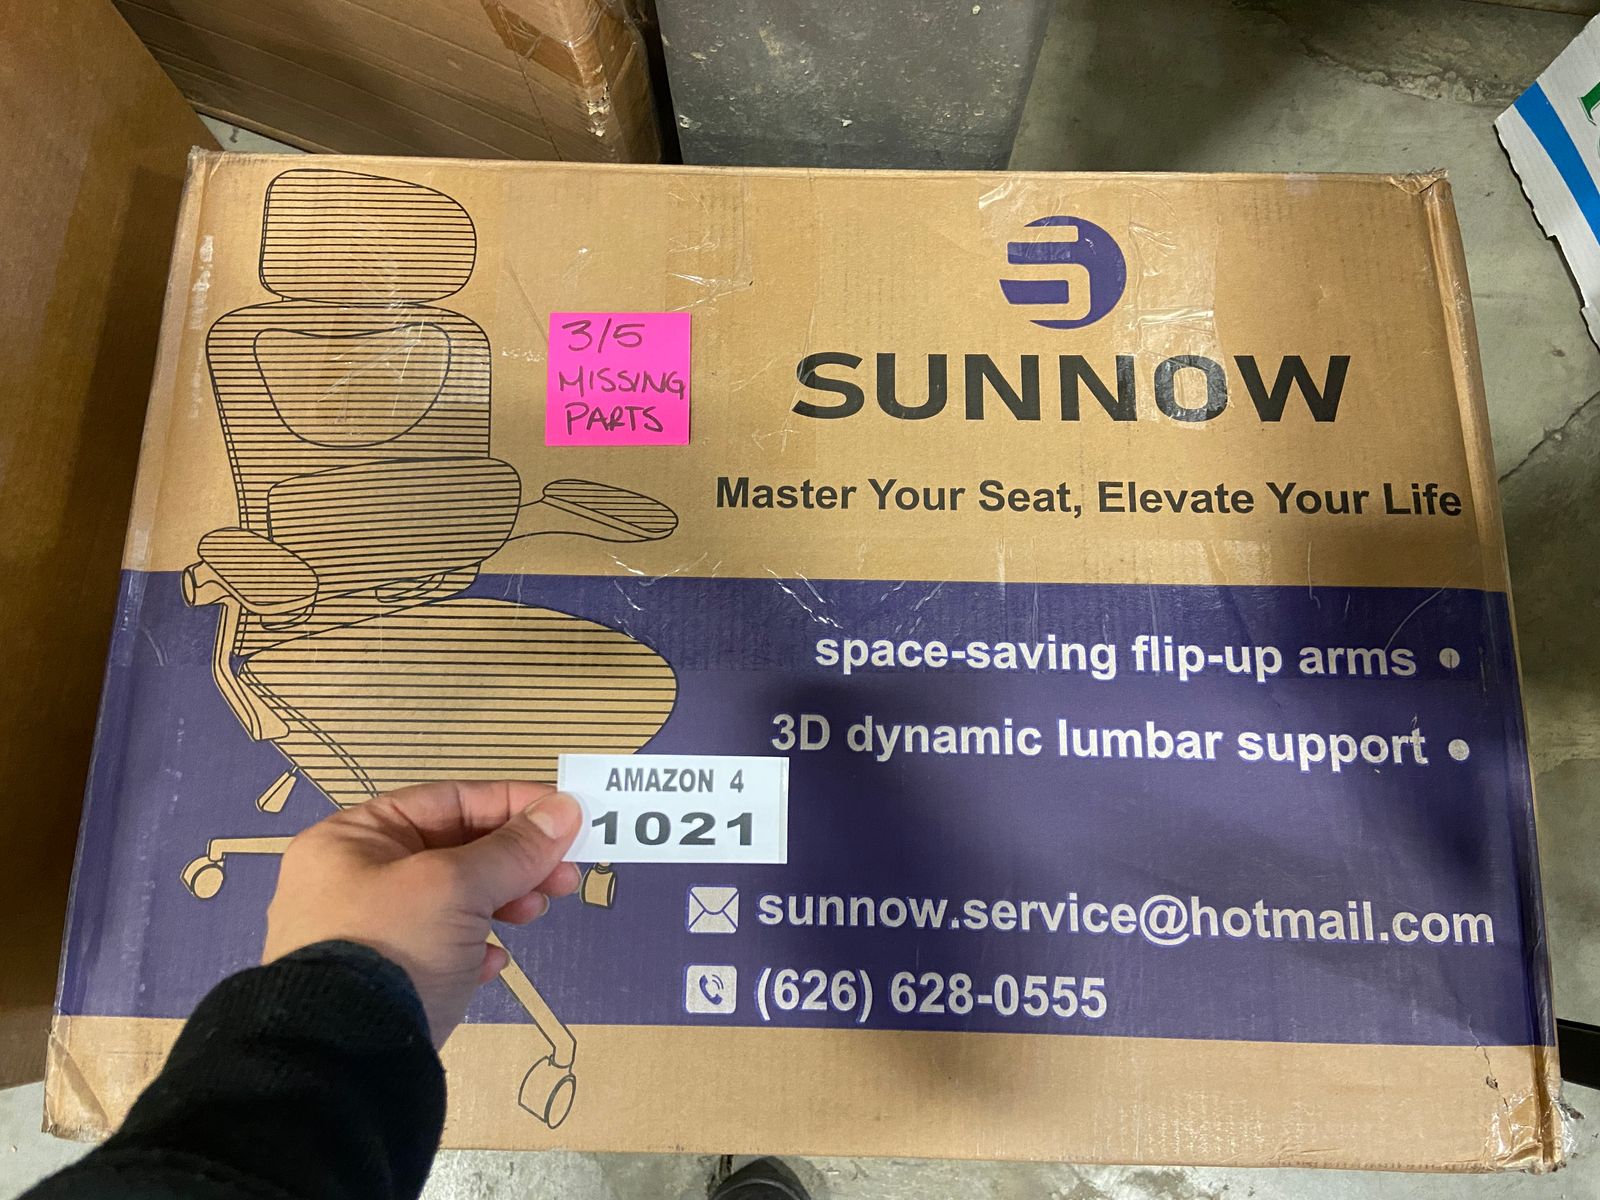 3/5
MISSING
PARTS
SUNNOW
Master Your Seat, Elevate Your Life
space-saving flip-up arms •
3D dynamic lumbar support •
AMAZON 4
1021
sunnow.service@hotmail.com
(626) 628-0555